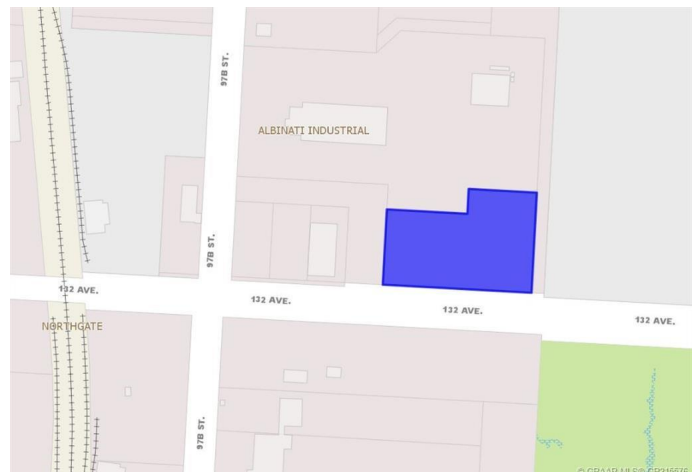 97B ST.
ALBINATI INDUSTRIAL
97B ST.
132 AVE.
132 AVE.
132 AVE.
132 AVE.
NORTHGATE
97B ST.